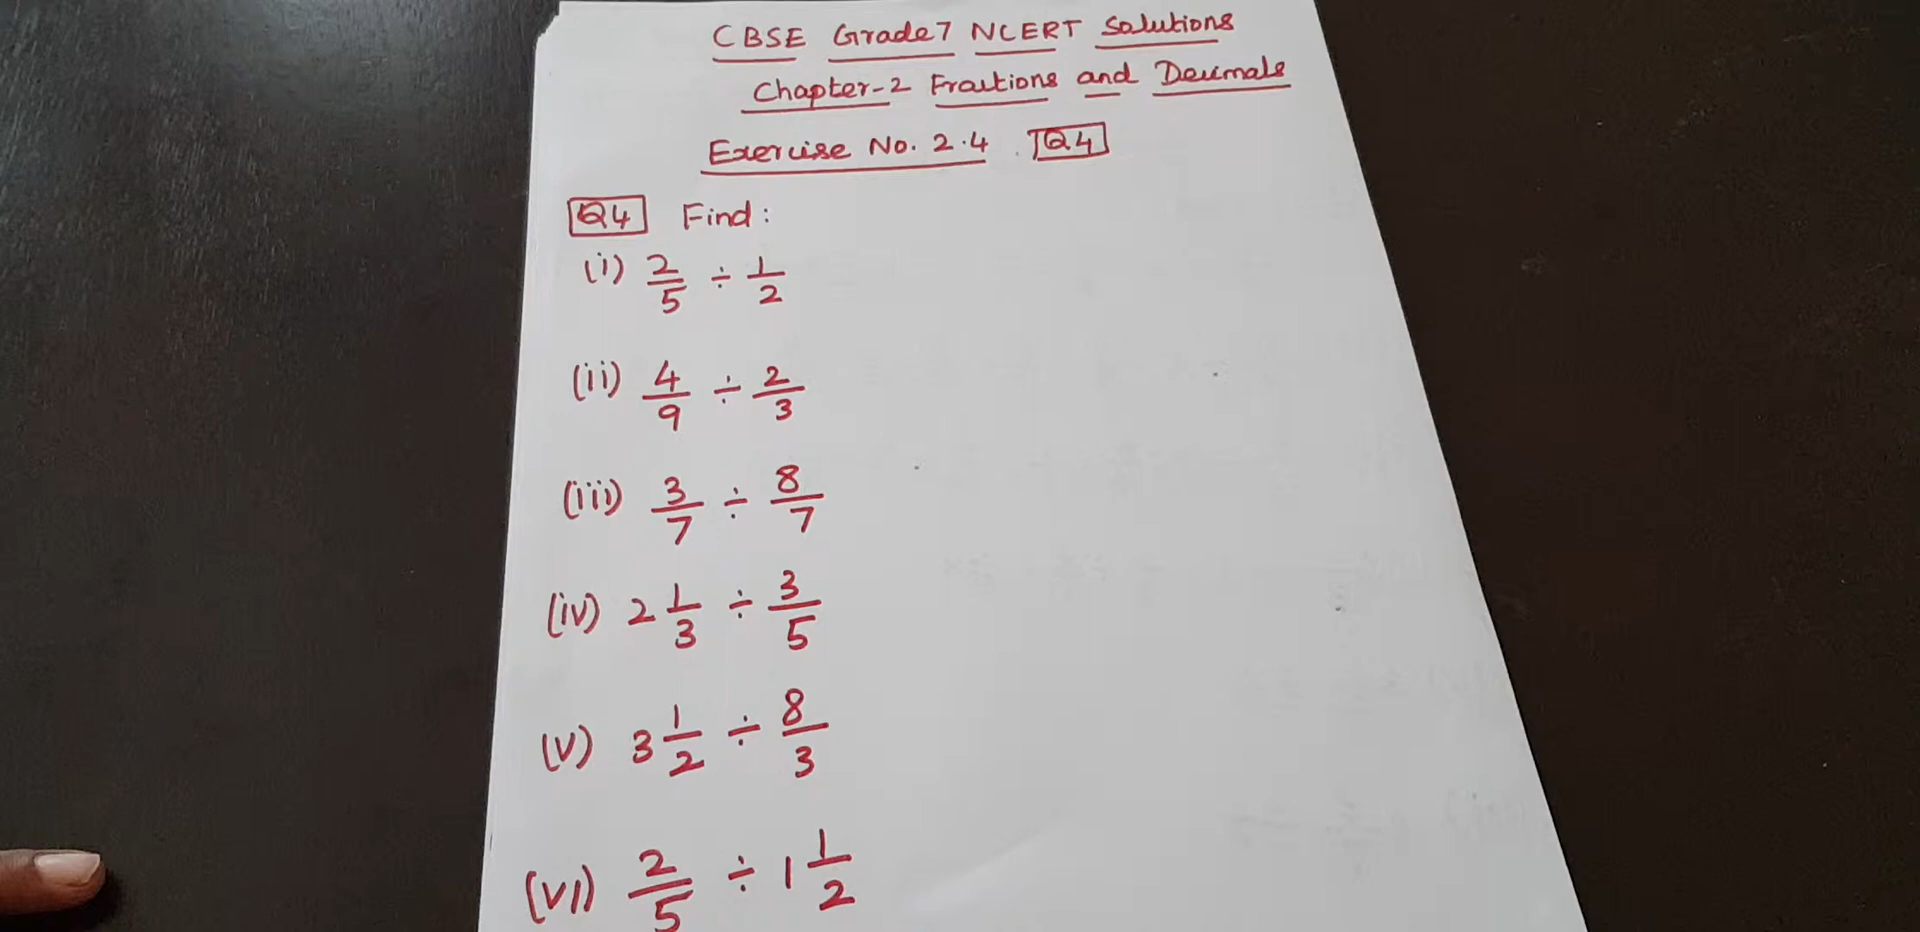 CBSE Grade7 NCERT Solutions
Chapter-2 Fractions and Decimals
Exercise No. 2.4 . Q4
Q4 Find :
(i) 2/5 ÷ 1/2
(ii) 4/9 ÷ 2/3
(iii) 3/7 ÷ 8/7
(iv) 2 1/3 ÷ 3/5
(v) 3 1/2 ÷ 8/3
(vi) 2/5 ÷ 1 1/2